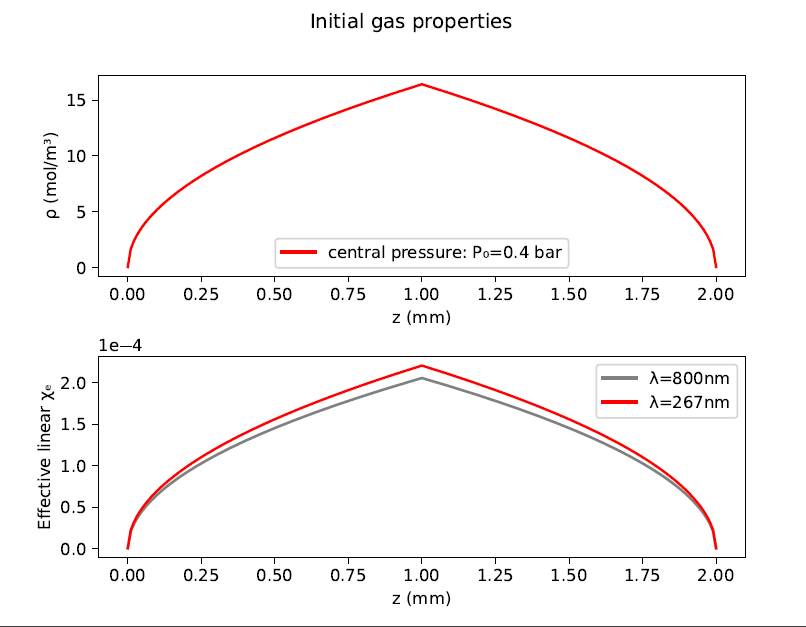 Initial gas properties
ρ (mol/m³)
15
10
5
0
central pressure: P₀=0.4 bar
0.00 0.25 0.50 0.75 1.00 1.25 1.50 1.75 2.00
z (mm)
1e−4
Effective linear χₑ
2.0
1.5
1.0
0.5
0.0
λ=800nm
λ=267nm
0.00 0.25 0.50 0.75 1.00 1.25 1.50 1.75 2.00
z (mm)